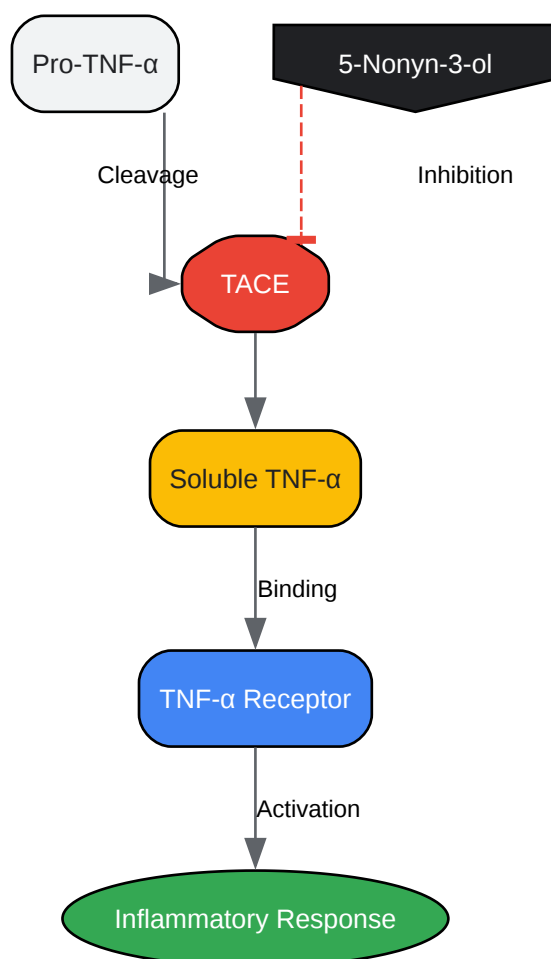 Pro-TNF-α
5-Nonyn-3-ol
Cleavage
Inhibition
TACE
Soluble TNF-α
Binding
TNF-α Receptor
Activation
Inflammatory Response